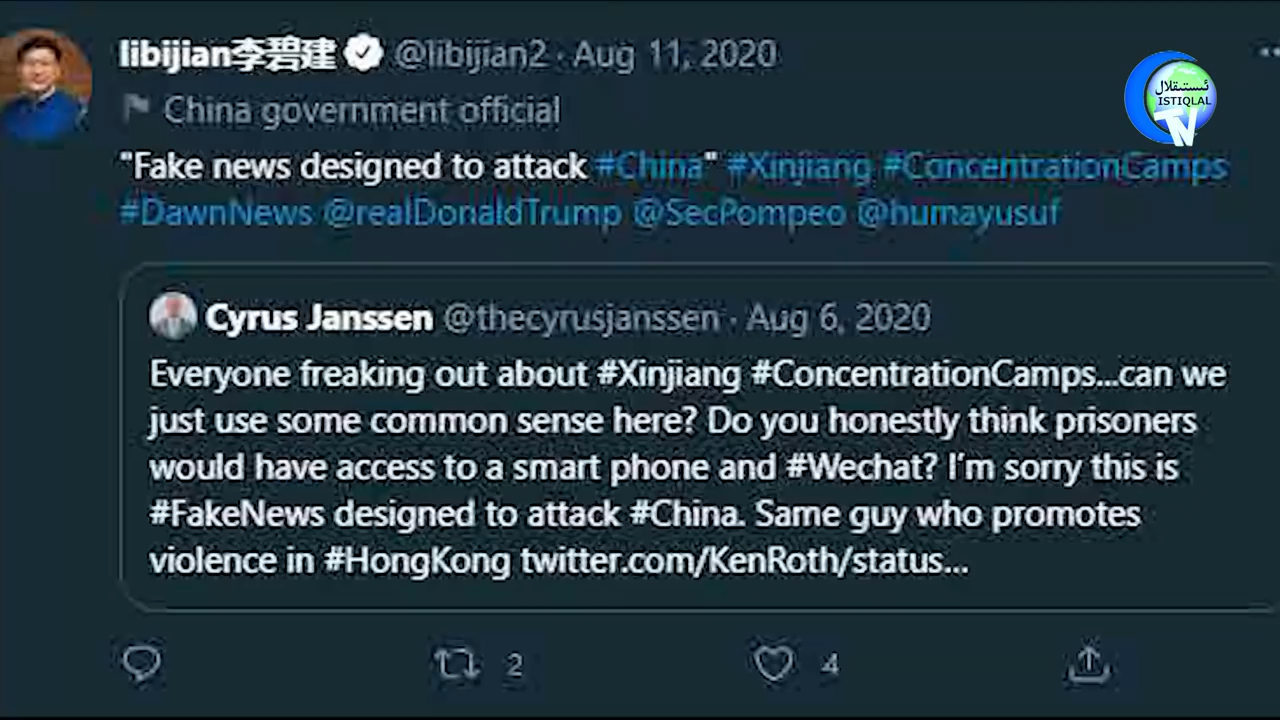 libijian李碧建 @libijian2 · Aug 11, 2020
China government official
"Fake news designed to attack #China" #Xinjiang #ConcentrationCamps
#DawnNews @realDonaldTrump @SecPompeo @humayusuf
Cyrus Janssen @thecyrusjanssen · Aug 6, 2020
Everyone freaking out about #Xinjiang #ConcentrationCamps...can we
just use some common sense here? Do you honestly think prisoners
would have access to a smart phone and #Wechat? I'm sorry this is
#FakeNews designed to attack #China. Same guy who promotes
violence in #HongKong twitter.com/KenRoth/status...
2 4
ئىستىقلال
ISTIQLAL
TV